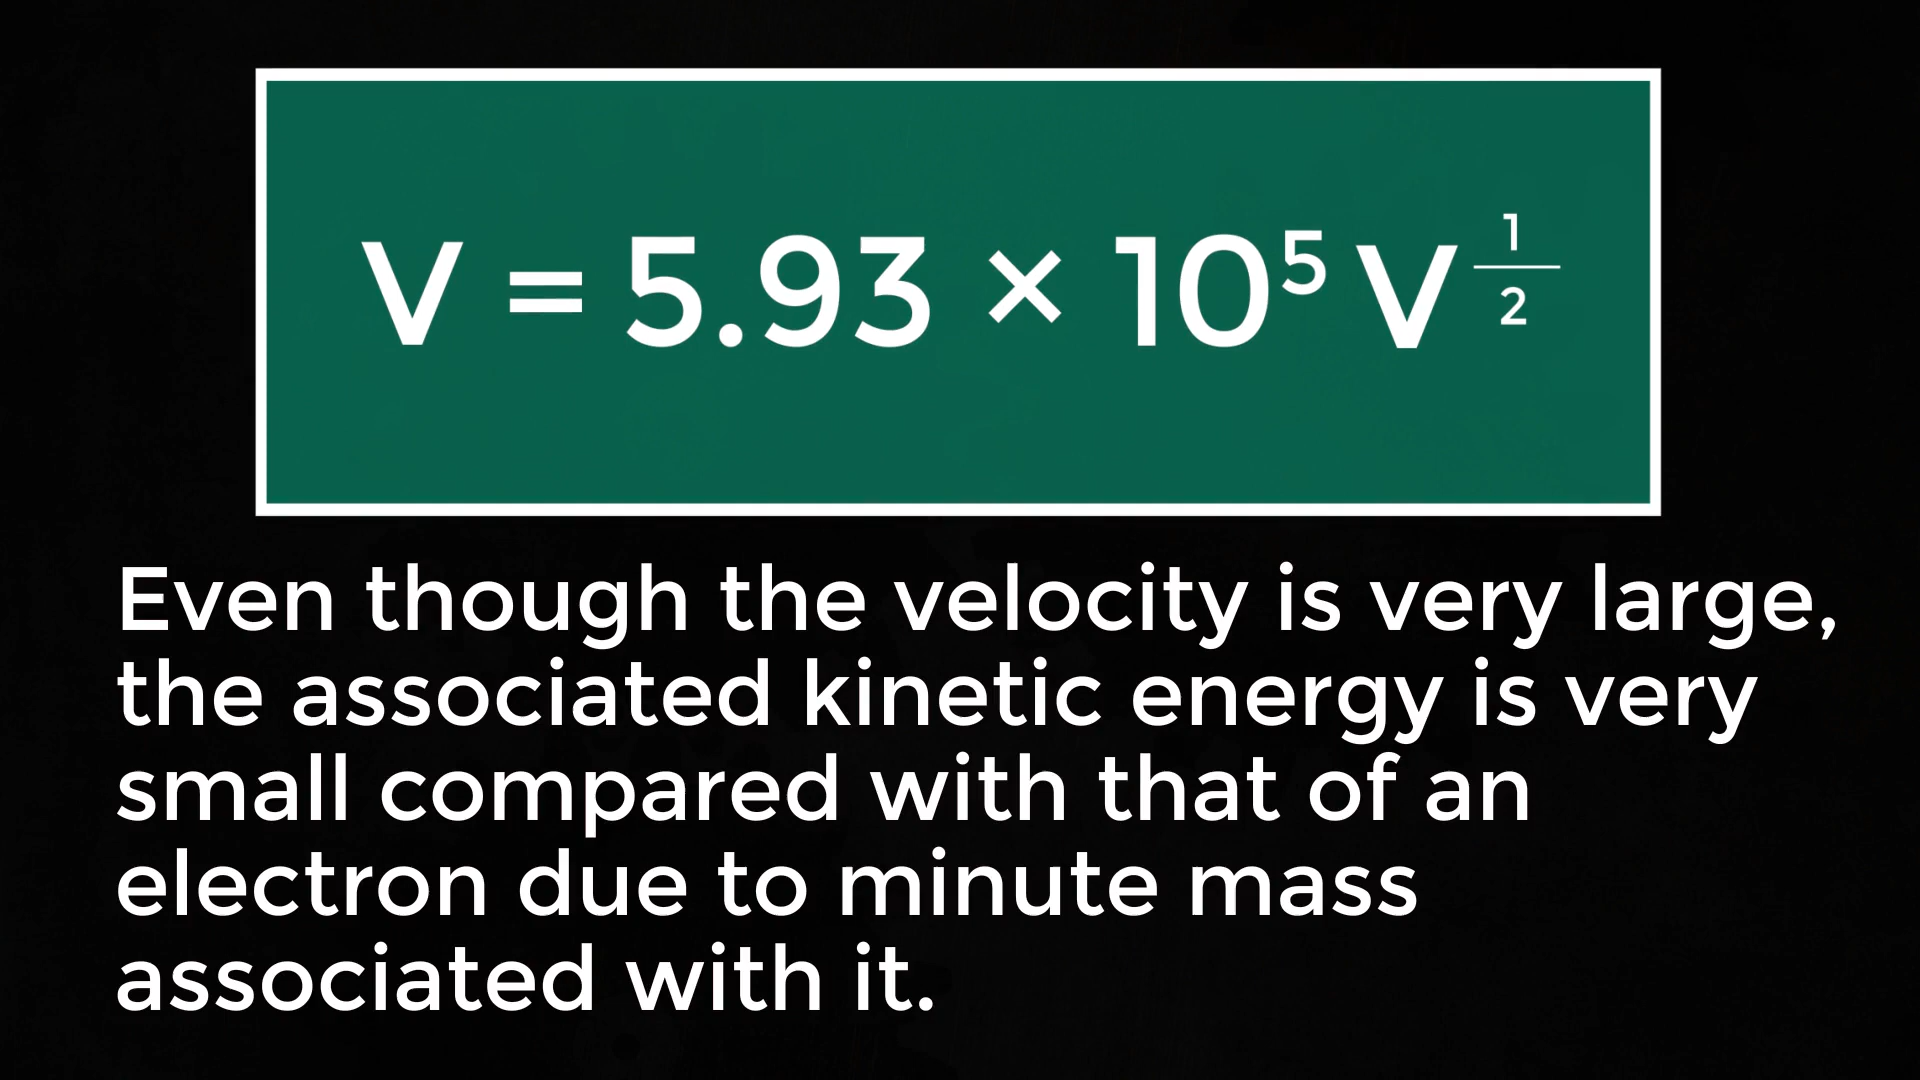 V = 5.93 × 10⁵ V^(1/2)
Even though the velocity is very large,
the associated kinetic energy is very
small compared with that of an
electron due to minute mass
associated with it.